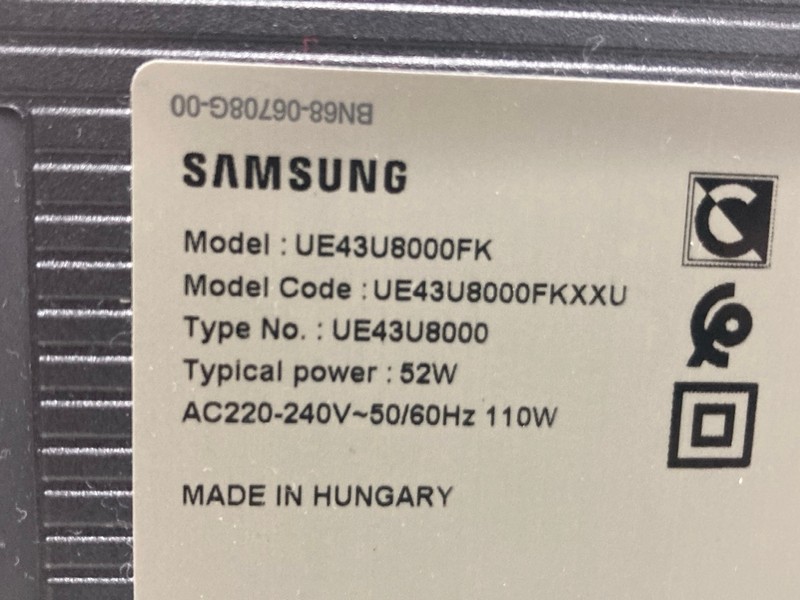 BN68-06708G-00
SAMSUNG
Model : UE43U8000FK
Model Code : UE43U8000FKXXU
Type No. : UE43U8000
Typical power : 52W
AC220-240V~50/60Hz 110W
MADE IN HUNGARY